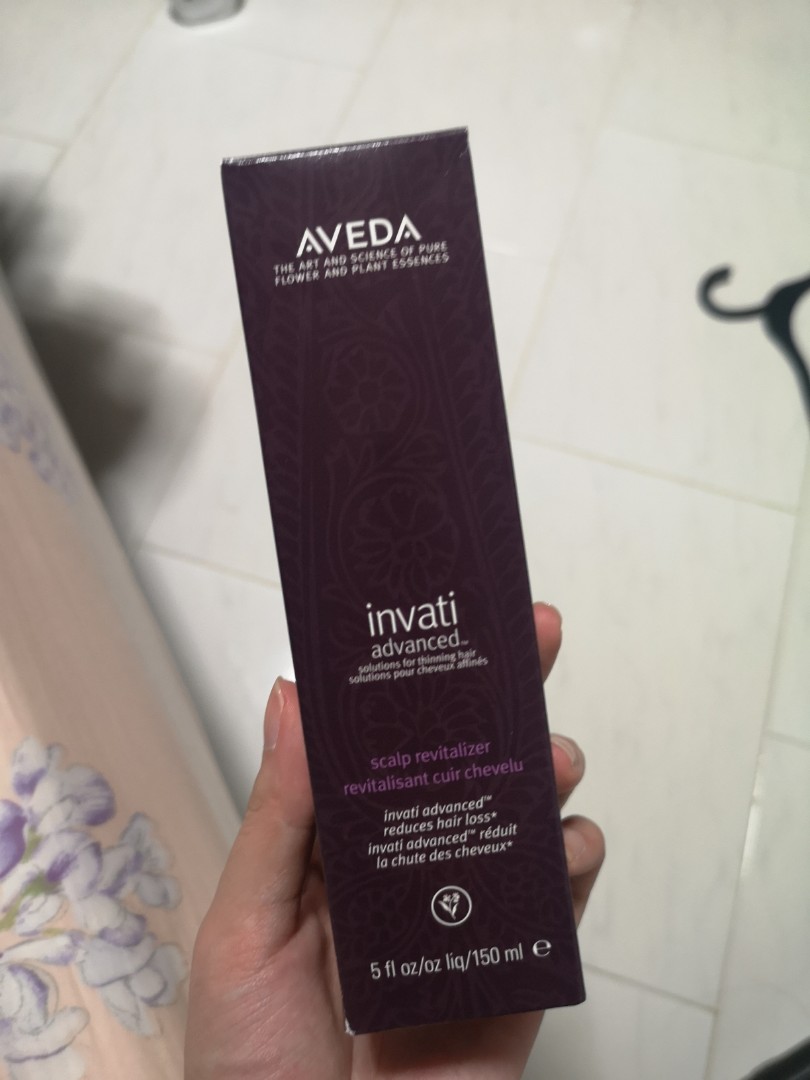 AVEDA
THE ART AND SCIENCE OF PURE
FLOWER AND PLANT ESSENCES
invati
advanced™
solutions for thinning hair
solutions pour cheveux affinés
scalp revitalizer
revitalisant cuir chevelu
invati advanced™
reduces hair loss*
invati advanced™ réduit
la chute des cheveux*
5 fl oz/oz liq/150 ml ℮